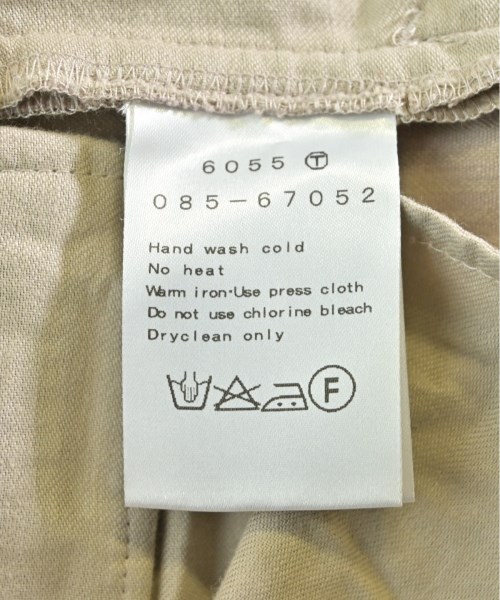 6055 Ⓣ
085-67052
Hand wash cold
No heat
Warm iron·Use press cloth
Do not use chlorine bleach
Dryclean only
F